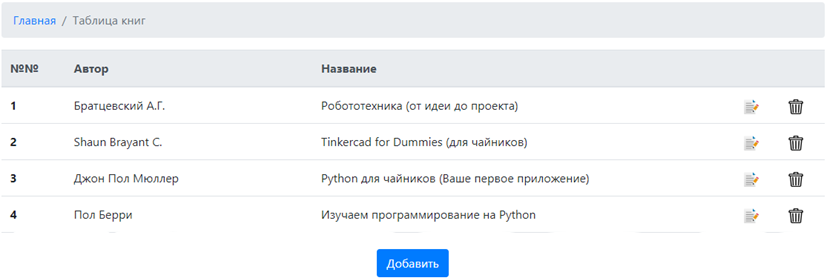 Главная / Таблица книг
№№ Автор Название
1 Братцевский А.Г. Робототехника (от идеи до проекта)
2 Shaun Brayant C. Tinkercad for Dummies (для чайников)
3 Джон Пол Мюллер Python для чайников (Ваше первое приложение)
4 Пол Берри Изучаем программирование на Python
Добавить